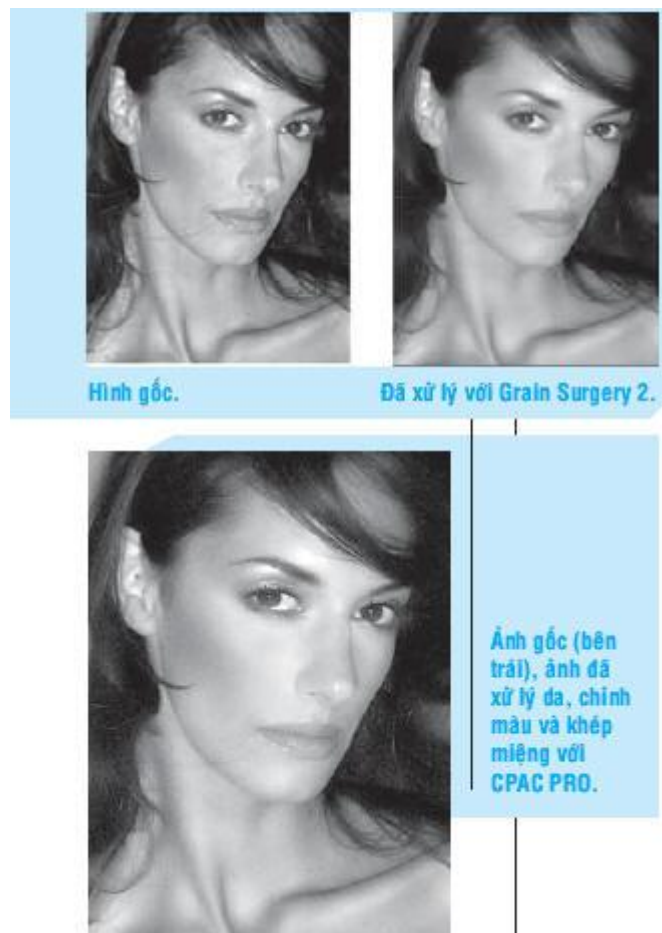 Hình gốc.
Đã xử lý với Grain Surgery 2.
Ảnh gốc (bên
trái), ảnh đã
xử lý da, chỉnh
màu và khép
miệng với
CPAC PRO.